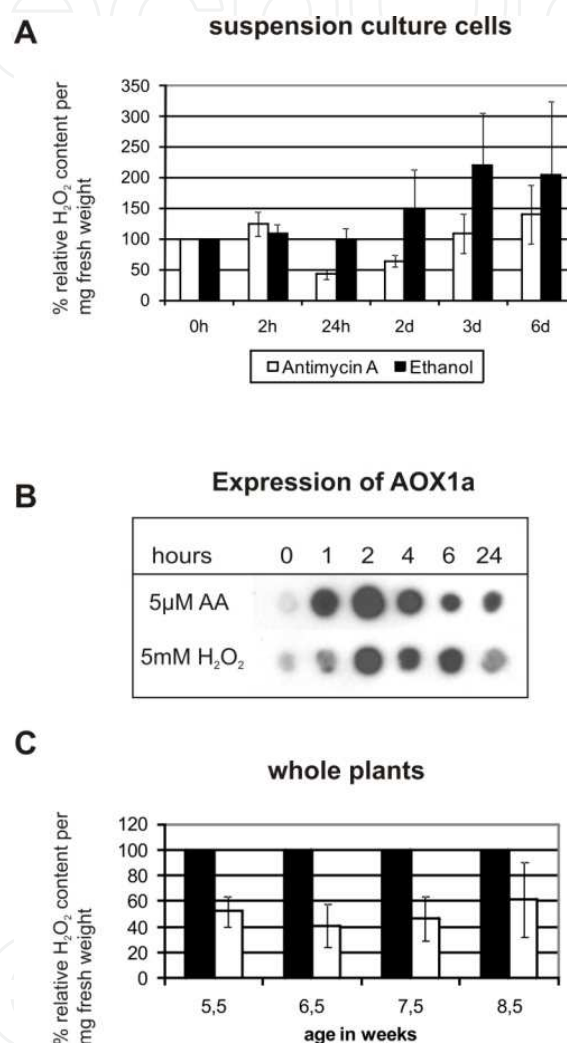 A
suspension culture cells
% relative H₂O₂ content per
mg fresh weight
350
300
250
200
150
100
50
0
0h 2h 24h 2d 3d 6d
Antimycin A Ethanol
B
Expression of AOX1a
hours 0 1 2 4 6 24
5µM AA
5mM H₂O₂
C
whole plants
% relative H₂O₂ content per
mg fresh weight
120
100
80
60
40
20
0
5,5 6,5 7,5 8,5
age in weeks